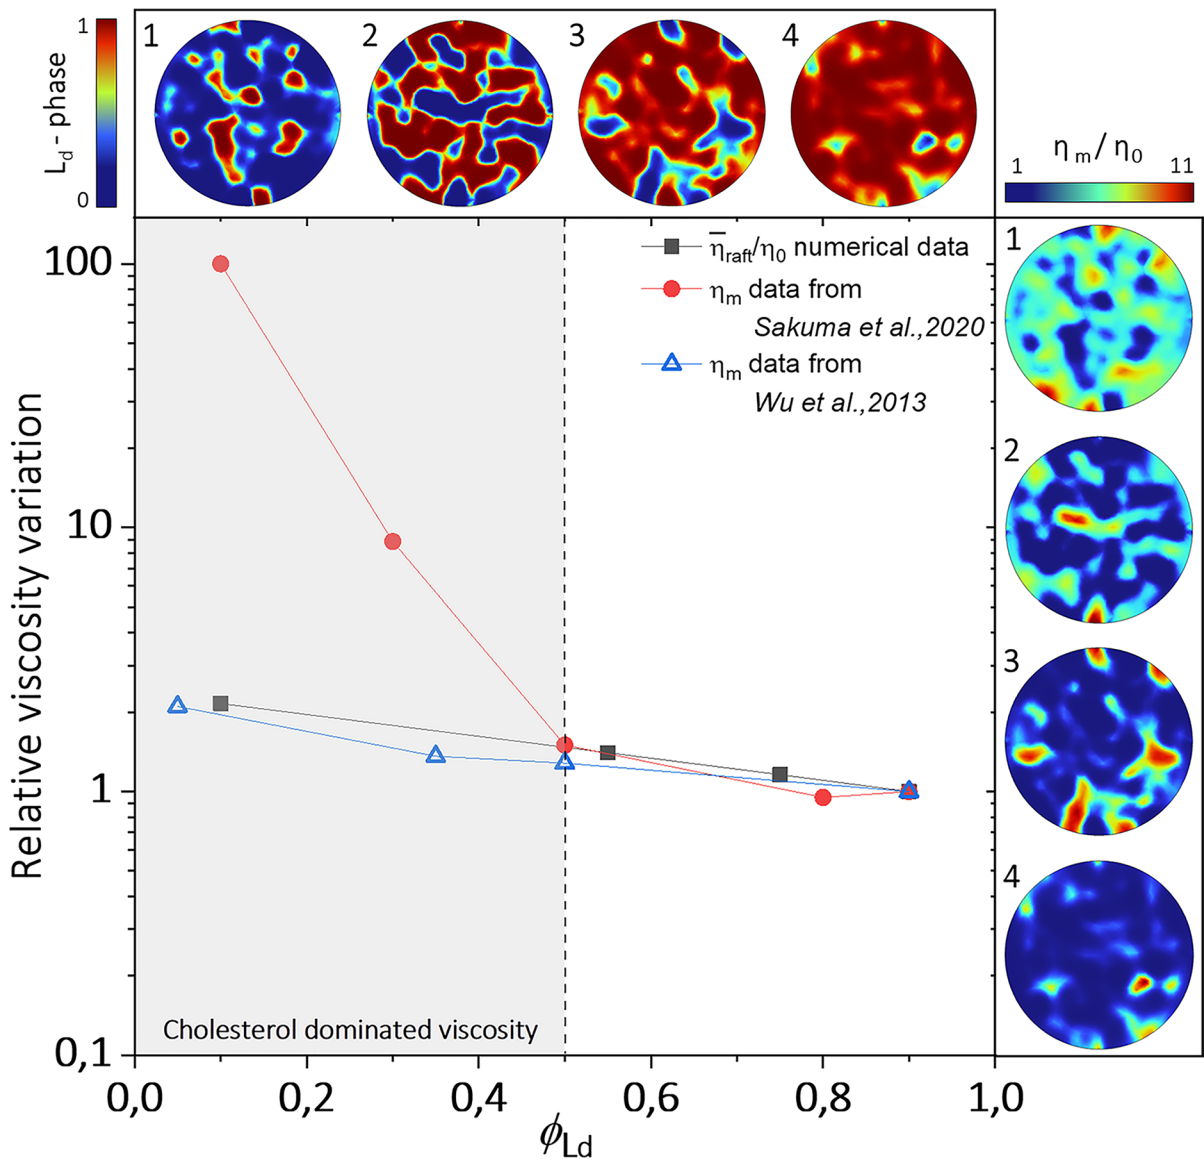 1
0
L_d - phase
1
2
3
4
η_m / η_0
1
11
η̅_raft/η_0 numerical data
η_m data from
Sakuma et al.,2020
η_m data from
Wu et al.,2013
1
2
3
4
100
10
1
0,1
Relative viscosity variation
Cholesterol dominated viscosity
0,0
0,2
0,4
0,6
0,8
1,0
ϕ_Ld